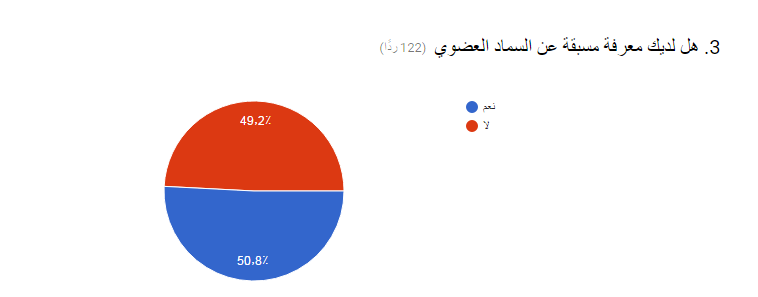 3. هل لديك معرفة مسبقة عن السماد العضوي (122 ردًا)
نعم
لا
49،2٪
50،8٪